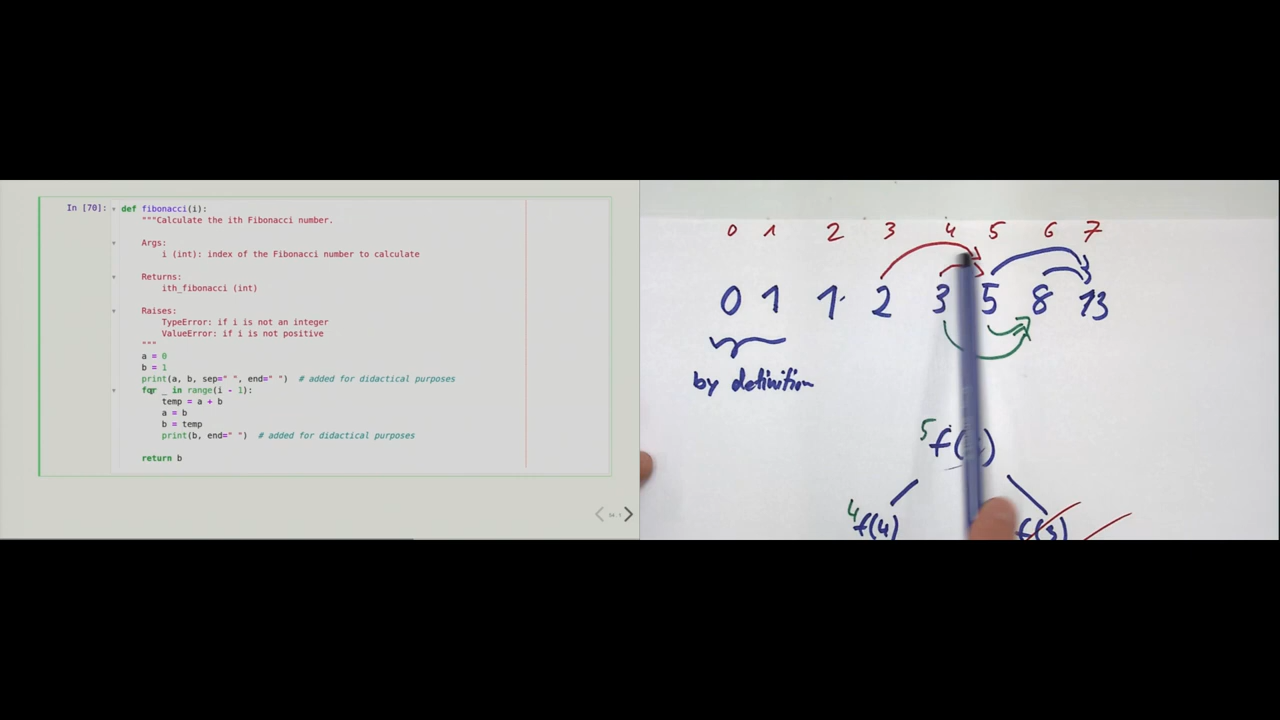 In [70]: def fibonacci(i):
"""Calculate the ith Fibonacci number.
Args:
i (int): index of the Fibonacci number to calculate
Returns:
ith_fibonacci (int)
Raises:
TypeError: if i is not an integer
ValueError: if i is not positive
"""
a = 0
b = 1
print(a, b, sep=" ", end=" ")  # added for didactical purposes
for _ in range(i - 1):
temp = a + b
a = b
b = temp
print(b, end=" ")  # added for didactical purposes
return b
0 1 2 3 4 5 6 7
0 1 1 2 3 5 8 13
by definition
5 f( )
4 f(4) f(3)